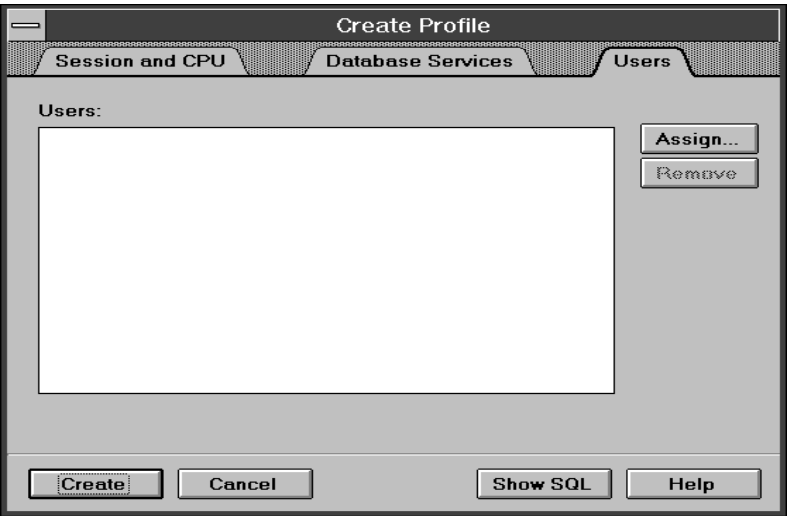 Create Profile
Session and CPU Database Services Users
Users:
Assign...
Remove
Create Cancel Show SQL Help